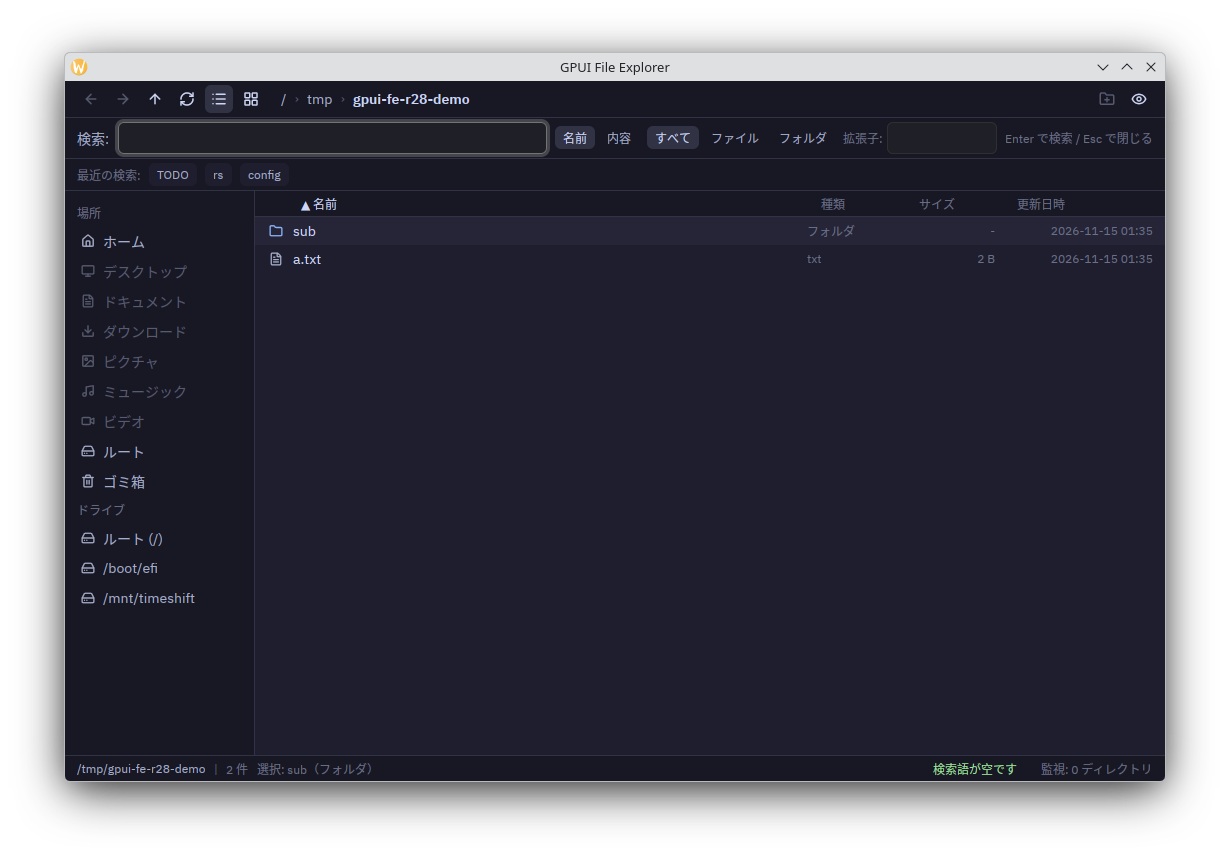 GPUI File Explorer
/ › tmp › gpui-fe-r28-demo
検索: 名前 内容 すべて ファイル フォルダ 拡張子: Enter で検索 / Esc で閉じる
最近の検索: TODO rs config
場所
ホーム
デスクトップ
ドキュメント
ダウンロード
ピクチャ
ミュージック
ビデオ
ルート
ゴミ箱
ドライブ
ルート (/)
/boot/efi
/mnt/timeshift
▲名前 種類 サイズ 更新日時
sub フォルダ - 2026-11-15 01:35
a.txt txt 2 B 2026-11-15 01:35
/tmp/gpui-fe-r28-demo | 2 件 選択: sub（フォルダ） 検索語が空です 監視: 0 ディレクトリ